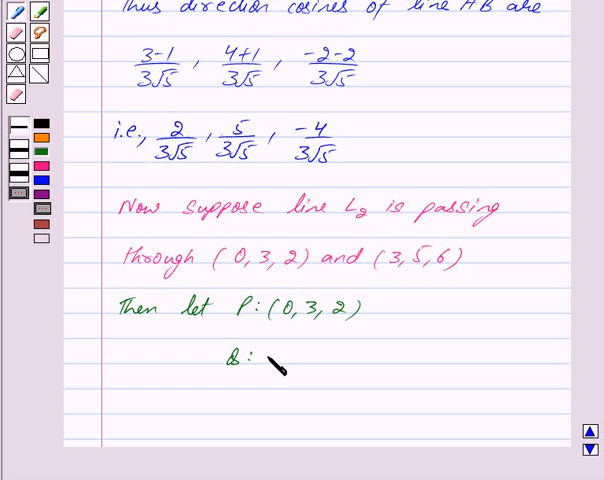 Thus direction cosines of line AB are
3-1/3√5, 4+1/3√5, -2-2/3√5
i.e., 2/3√5, 5/3√5, -4/3√5
Now suppose line L₂ is passing
through (0, 3, 2) and (3, 5, 6)
Then let P: (0, 3, 2)
Q: